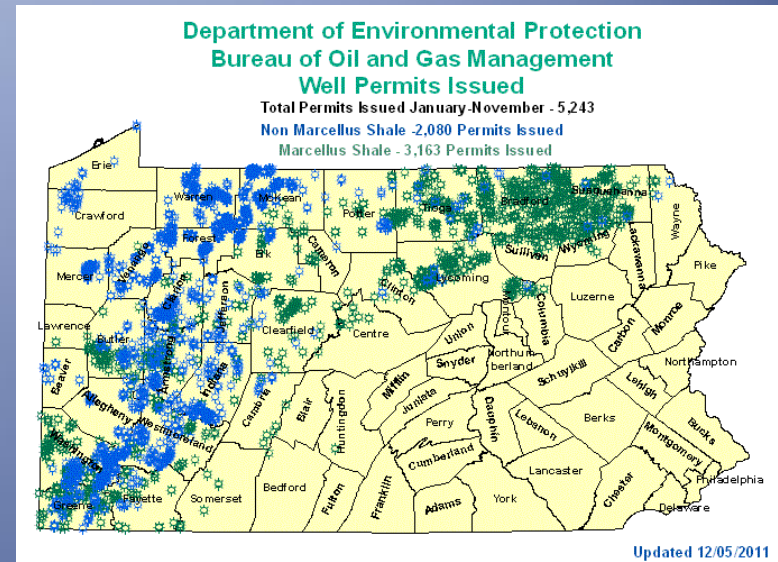 Department of Environmental Protection
Bureau of Oil and Gas Management
Well Permits Issued
Total Permits Issued January-November - 5,243
Non Marcellus Shale -2,080 Permits Issued
Marcellus Shale - 3,163 Permits Issued
Erie
Crawford
Warren
McKean
Potter
Tioga
Bradford
Susquehanna
Wayne
Forest
Elk
Cameron
Sullivan
Wyoming
Lackawanna
Pike
Mercer
Venango
Clarion
Jefferson
Clinton
Lycoming
Luzerne
Lawrence
Butler
Armstrong
Indiana
Clearfield
Centre
Union
Montour
Columbia
Carbon
Monroe
Beaver
Allegheny
Westmoreland
Cambria
Blair
Huntingdon
Mifflin
Snyder
Northum
berland
Schuylkill
Northampton
Lehigh
Juniata
Perry
Dauphin
Lebanon
Berks
Bucks
Montgomery
Washington
Greene
Fayette
Somerset
Bedford
Fulton
Franklin
Cumberland
Adams
York
Lancaster
Chester
Philadelphia
Delaware
Updated 12/05/2011